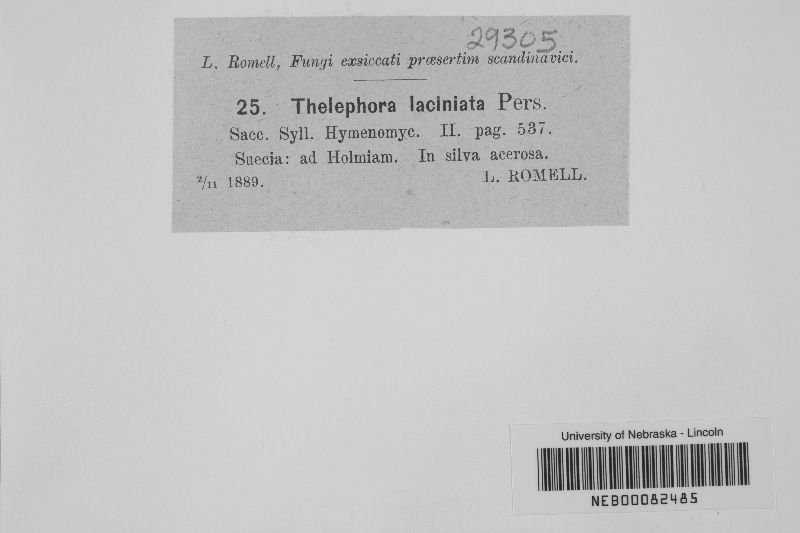 29305
L. Romell, Fungi exsiccati præsertim scandinavici.
25. Thelephora laciniata Pers.
Sacc. Syll. Hymenomyc. II. pag. 537.
Suecia: ad Holmiam. In silva acerosa.
2/11 1889. L. ROMELL.
University of Nebraska - Lincoln
NEB00082485